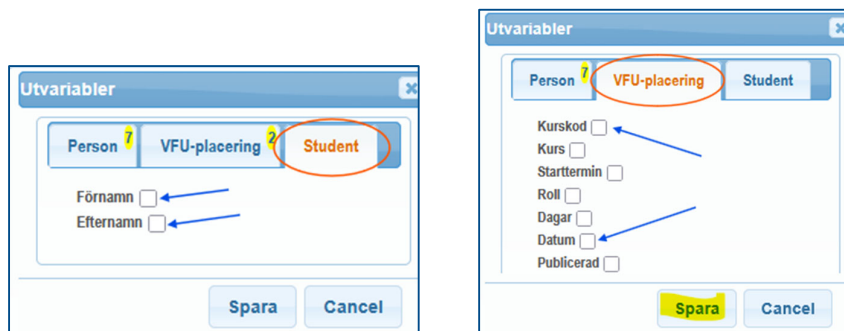 Utvariabler
Person 7 VFU-placering 2 Student
Förnamn
Efternamn
Spara Cancel
Utvariabler
Person 7 VFU-placering Student
Kurskod
Kurs
Starttermin
Roll
Dagar
Datum
Publicerad
Spara Cancel